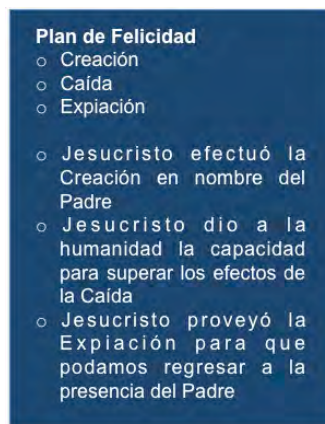 Plan de Felicidad
o Creación
o Caída
o Expiación
o Jesucristo efectuó la
Creación en nombre del
Padre
o Jesucristo dio a la
humanidad la capacidad
para superar los efectos de
la Caída
o Jesucristo proveyó la
Expiación para que
podamos regresar a la
presencia del Padre